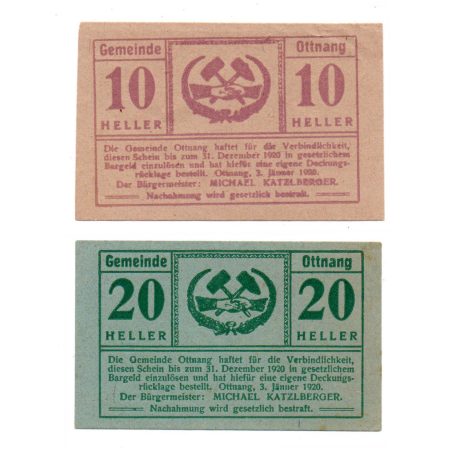 Gemeinde Ottnang
10 10
HELLER HELLER
Die Gemeinde Ottnang haftet für die Verbindlichkeit,
diesen Schein bis zum 31. Dezember 1920 in gesetzlichem
Bargeld einzulösen und hat hiefür eine eigene Deckungs-
rücklage bestellt. Ottnang, 3. Jänner 1920.
Der Bürgermeister: MICHAEL KATZLBERGER.
Nachahmung wird gesetzlich bestraft.
Gemeinde Ottnang
20 20
HELLER HELLER
Die Gemeinde Ottnang haftet für die Verbindlichkeit,
diesen Schein bis zum 31. Dezember 1920 in gesetzlichem
Bargeld einzulösen und hat hiefür eine eigene Deckungs-
rücklage bestellt. Ottnang, 3. Jänner 1920.
Der Bürgermeister: MICHAEL KATZLBERGER.
Nachahmung wird gesetzlich bestraft.